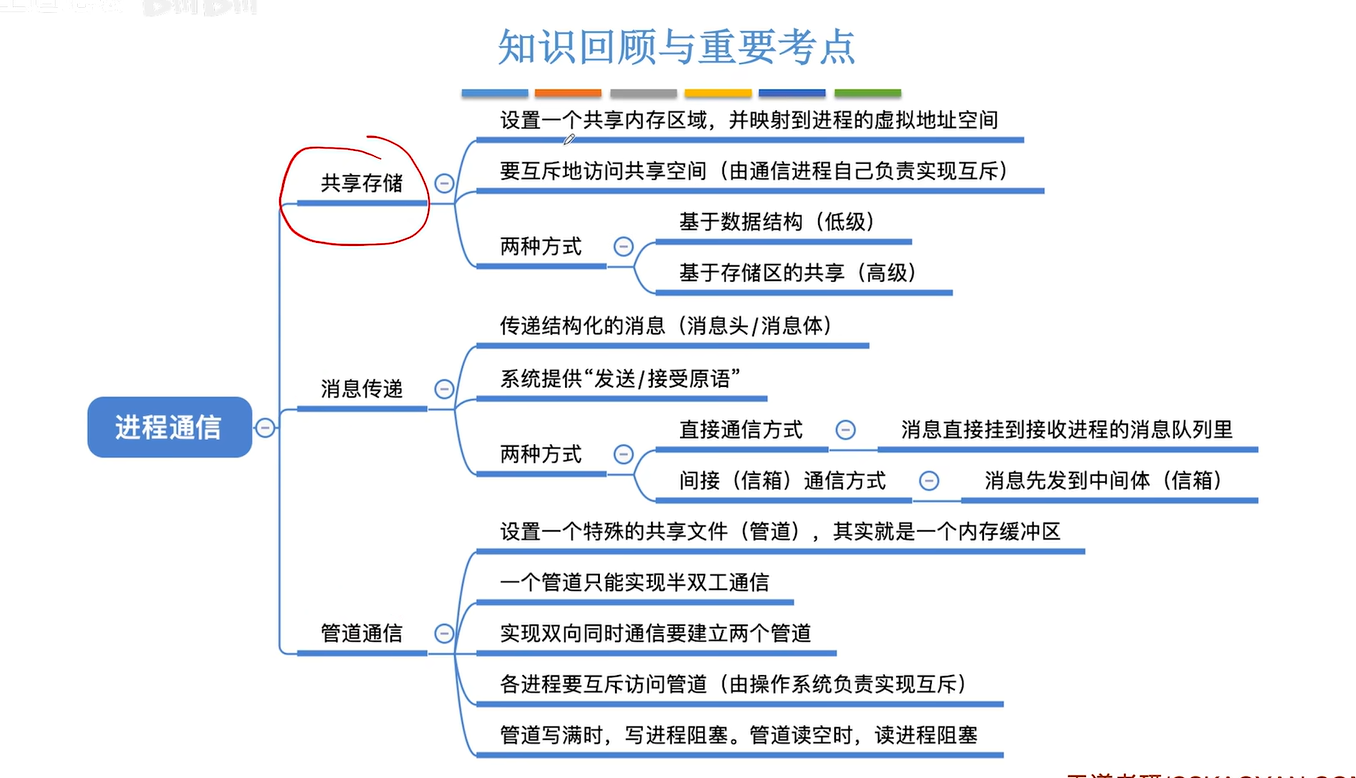 知识回顾与重要考点
进程通信
共享存储
设置一个共享内存区域，并映射到进程的虚拟地址空间
要互斥地访问共享空间（由通信进程自己负责实现互斥）
两种方式
基于数据结构（低级）
基于存储区的共享（高级）
消息传递
传递结构化的消息（消息头/消息体）
系统提供“发送/接受原语”
两种方式
直接通信方式
消息直接挂到接收进程的消息队列里
间接（信箱）通信方式
消息先发到中间体（信箱）
管道通信
设置一个特殊的共享文件（管道），其实就是一个内存缓冲区
一个管道只能实现半双工通信
实现双向同时通信要建立两个管道
各进程要互斥访问管道（由操作系统负责实现互斥）
管道写满时，写进程阻塞。管道读空时，读进程阻塞